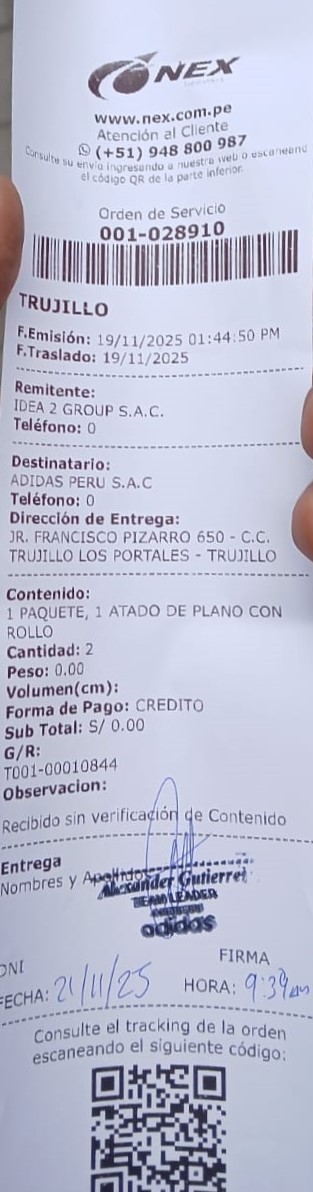 NEX
www.nex.com.pe
Atención al Cliente
(+51) 948 800 987
Consulte su envío ingresando a nuestra web o escaneand
el código QR de la parte inferior.
Orden de Servicio
001-028910
TRUJILLO
F.Emisión: 19/11/2025 01:44:50 PM
F.Traslado: 19/11/2025
Remitente:
IDEA 2 GROUP S.A.C.
Teléfono: 0
Destinatario:
ADIDAS PERU S.A.C
Teléfono: 0
Dirección de Entrega:
JR. FRANCISCO PIZARRO 650 - C.C.
TRUJILLO LOS PORTALES - TRUJILLO
Contenido:
1 PAQUETE, 1 ATADO DE PLANO CON
ROLLO
Cantidad: 2
Peso: 0.00
Volumen(cm):
Forma de Pago: CREDITO
Sub Total: S/ 0.00
G/R:
T001-00010844
Observacion:
Recibido sin verificación de Contenido
Entrega
Nombres y Apellidos
Alexander Gutierrez
TEAM LEADER
adidas
DNI
FIRMA
FECHA: 21/11/25 HORA: 9:39am
Consulte el tracking de la orden
escaneando el siguiente código: